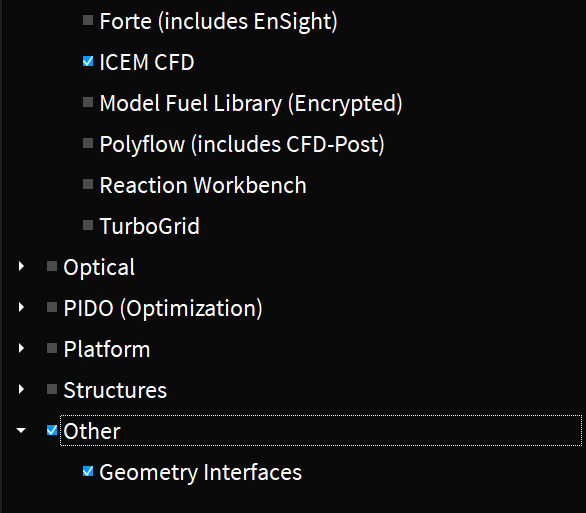 Forte (includes EnSight)
ICEM CFD
Model Fuel Library (Encrypted)
Polyflow (includes CFD-Post)
Reaction Workbench
TurboGrid
Optical
PIDO (Optimization)
Platform
Structures
Other
Geometry Interfaces